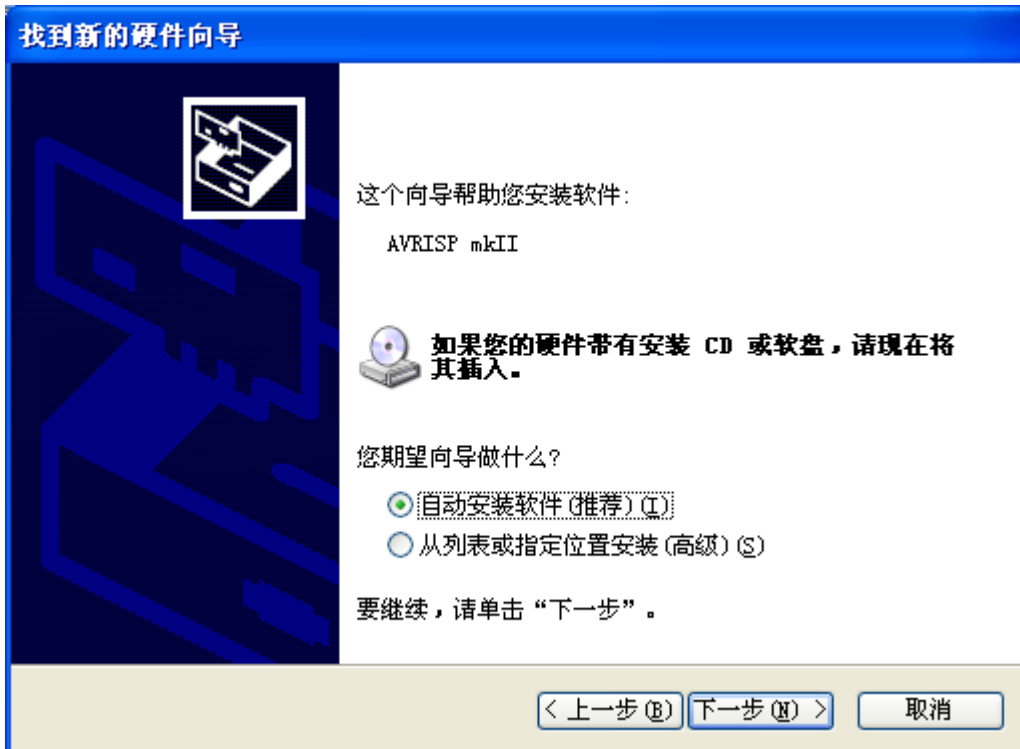 找到新的硬件向导
这个向导帮助您安装软件:
AVRISP mkII
如果您的硬件带有安装 CD 或软盘，请现在将
其插入。
您期望向导做什么?
自动安装软件(推荐)(I)
从列表或指定位置安装(高级)(S)
要继续，请单击“下一步”。
< 上一步(B) 下一步(N) > 取消